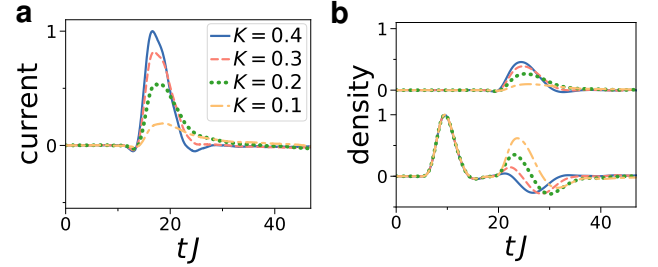 a
current
1
0
0
20
40
tJ
K = 0.4
K = 0.3
K = 0.2
K = 0.1
b
density
1
0
1
0
0
20
40
tJ